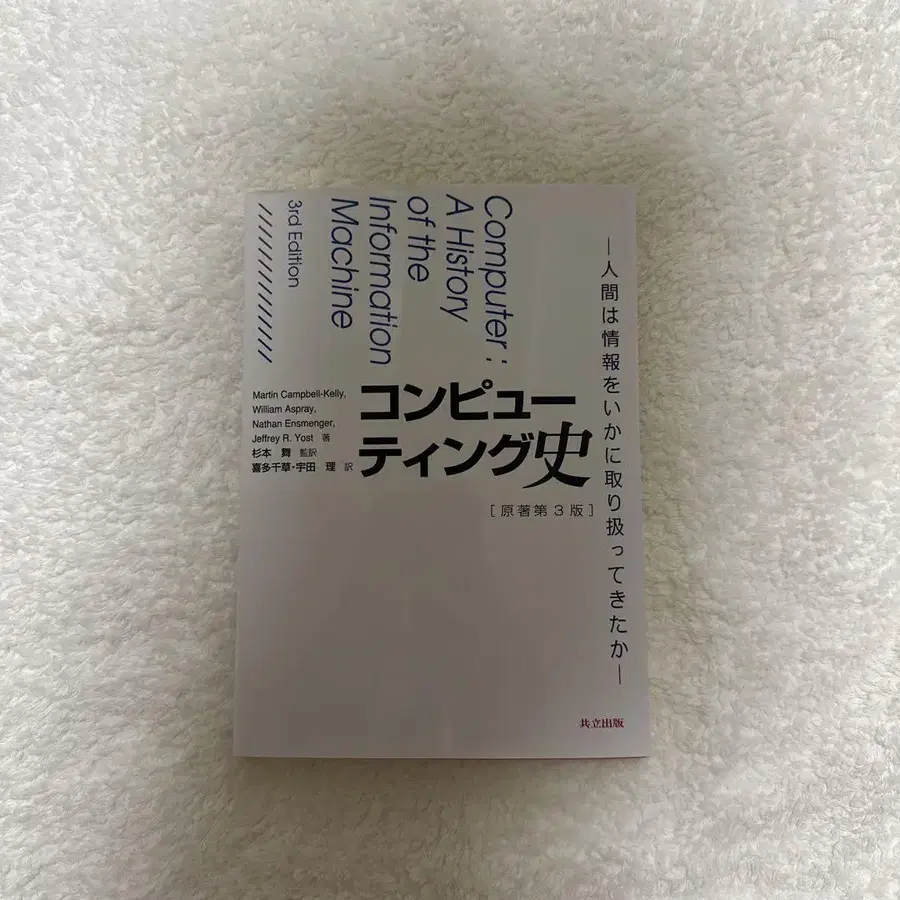 Computer :
A History
of the
Information
Machine
3rd Edition
―人間は情報をいかに取り扱ってきたか―
コンピュー
ティング史
[原著第3版]
Martin Campbell-Kelly,
William Aspray,
Nathan Ensmenger,
Jeffrey R. Yost 著
杉本 舞 監訳
喜多千草・宇田 理 訳
共立出版